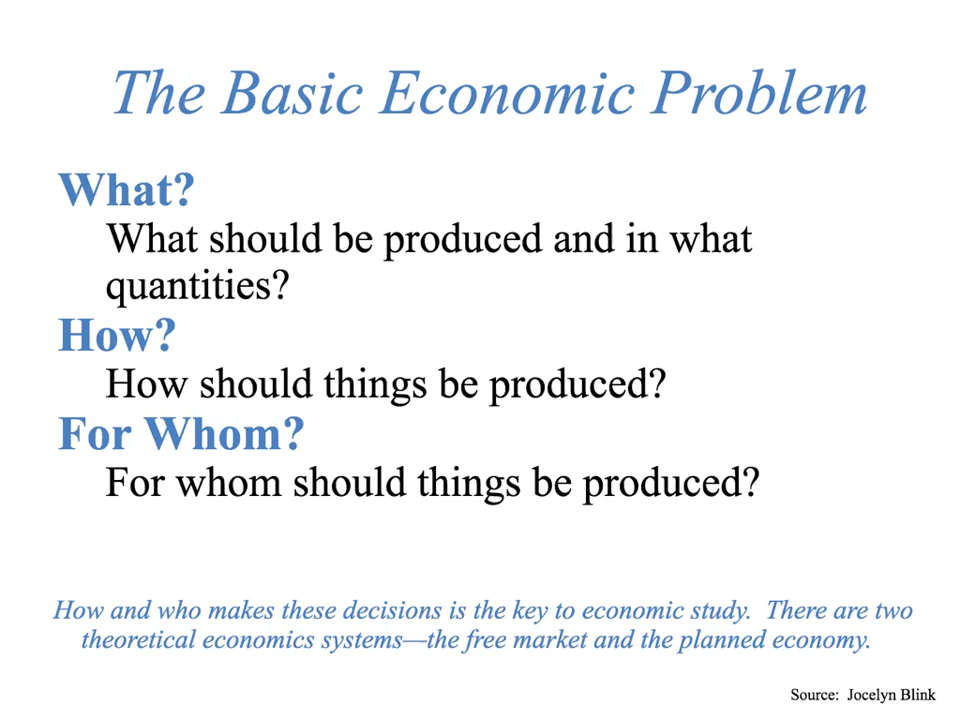 The Basic Economic Problem
What?
What should be produced and in what
quantities?
How?
How should things be produced?
For Whom?
For whom should things be produced?
How and who makes these decisions is the key to economic study.  There are two
theoretical economics systems—the free market and the planned economy.
Source:  Jocelyn Blink